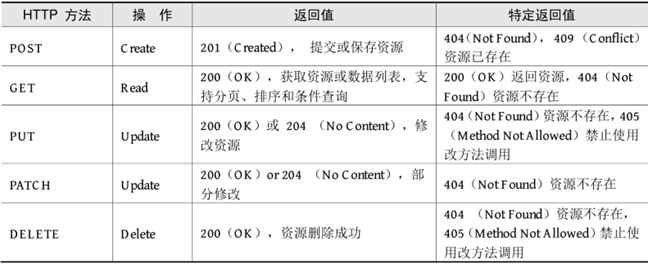 HTTP 方法 操 作 返回值 特定返回值
POST Create 201（Created）， 提交或保存资源 404(Not Found)，409 （Conflict）
资源已存在
GET Read 200（OK），获取资源或数据列表，支
持分页、排序和条件查询 200（OK）返回资源，404（Not
Found）资源不存在
PUT Update 200（OK）或 204 （No Content），修
改资源 404（Not Found）资源不存在，405
（Method Not Allowed）禁止使用
改方法调用
PATCH Update 200（OK）or 204 （No Content），部
分修改 404（Not Found）资源不存在
DELETE Delete 200（OK），资源删除成功 404 （Not Found）资源不存在，
405（Method Not Allowed）禁止使
用改方法调用